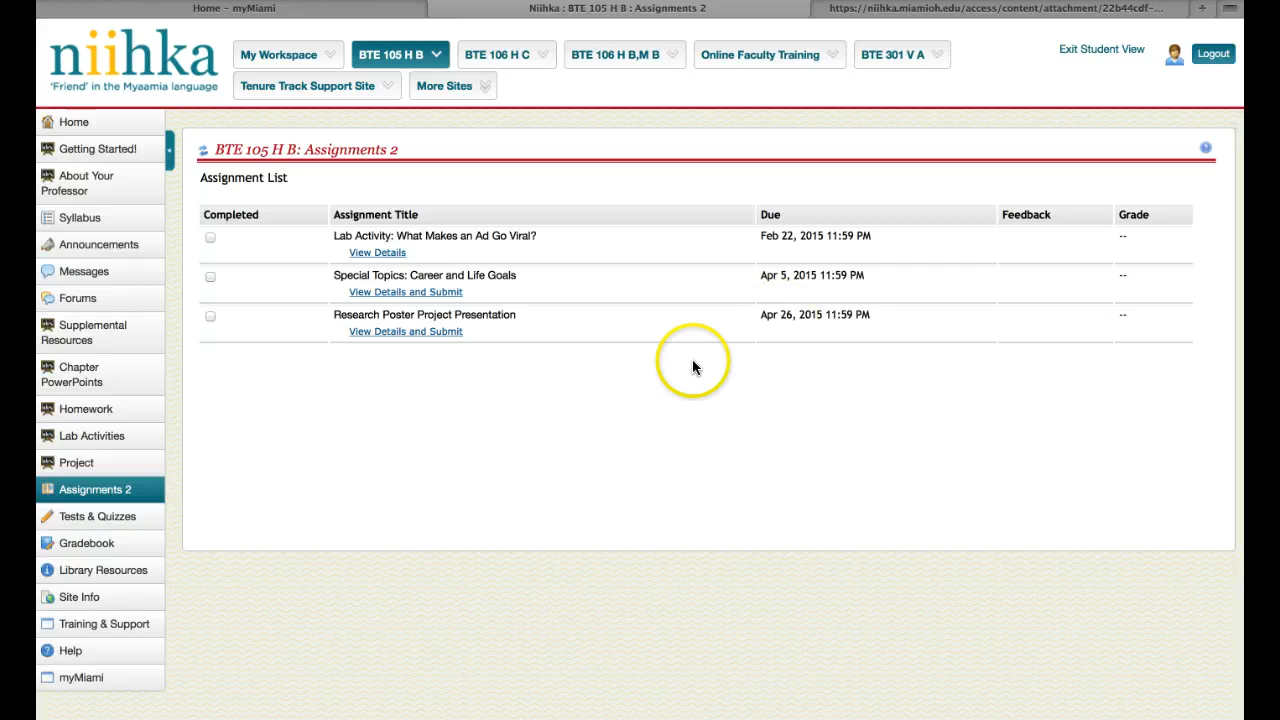 Home - myMiami
Niihka : BTE 105 H B : Assignments 2
https://niihka.miamioh.edu/access/content/attachment/22b44cdf-...
niihka
'Friend' in the Myaamia language
My Workspace
BTE 105 H B
BTE 106 H C
BTE 106 H B,M B
Online Faculty Training
BTE 301 V A
Exit Student View
Logout
Tenure Track Support Site
More Sites
Home
Getting Started!
About Your
Professor
Syllabus
Announcements
Messages
Forums
Supplemental
Resources
Chapter
PowerPoints
Homework
Lab Activities
Project
Assignments 2
Tests & Quizzes
Gradebook
Library Resources
Site Info
Training & Support
Help
myMiami
BTE 105 H B: Assignments 2
Assignment List
Completed Assignment Title Due Feedback Grade
Lab Activity: What Makes an Ad Go Viral? Feb 22, 2015 11:59 PM --
View Details
Special Topics: Career and Life Goals Apr 5, 2015 11:59 PM --
View Details and Submit
Research Poster Project Presentation Apr 26, 2015 11:59 PM --
View Details and Submit